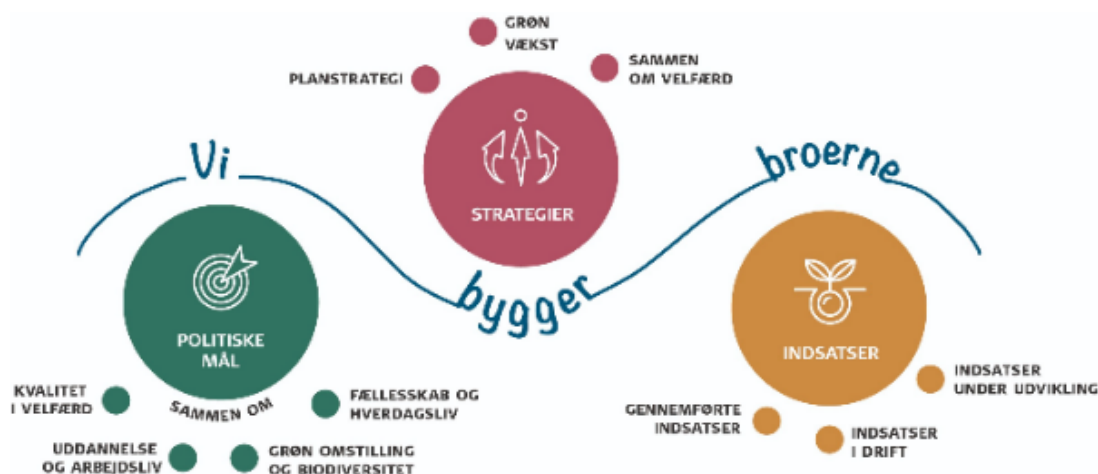 GRØN
VÆKST
PLANSTRATEGI
SAMMEN
OM VELFÆRD
STRATEGIER
Vi
bygger
broerne
POLITISKE
MÅL
SAMMEN OM
KVALITET
I VELFÆRD
UDDANNELSE
OG ARBEJDSLIV
GRØN OMSTILLING
OG BIODIVERSITET
FÆLLESSKAB OG
HVERDAGSLIV
INDSATSER
GENNEMFØRTE
INDSATSER
INDSATSER
I DRIFT
INDSATSER
UNDER UDVIKLING